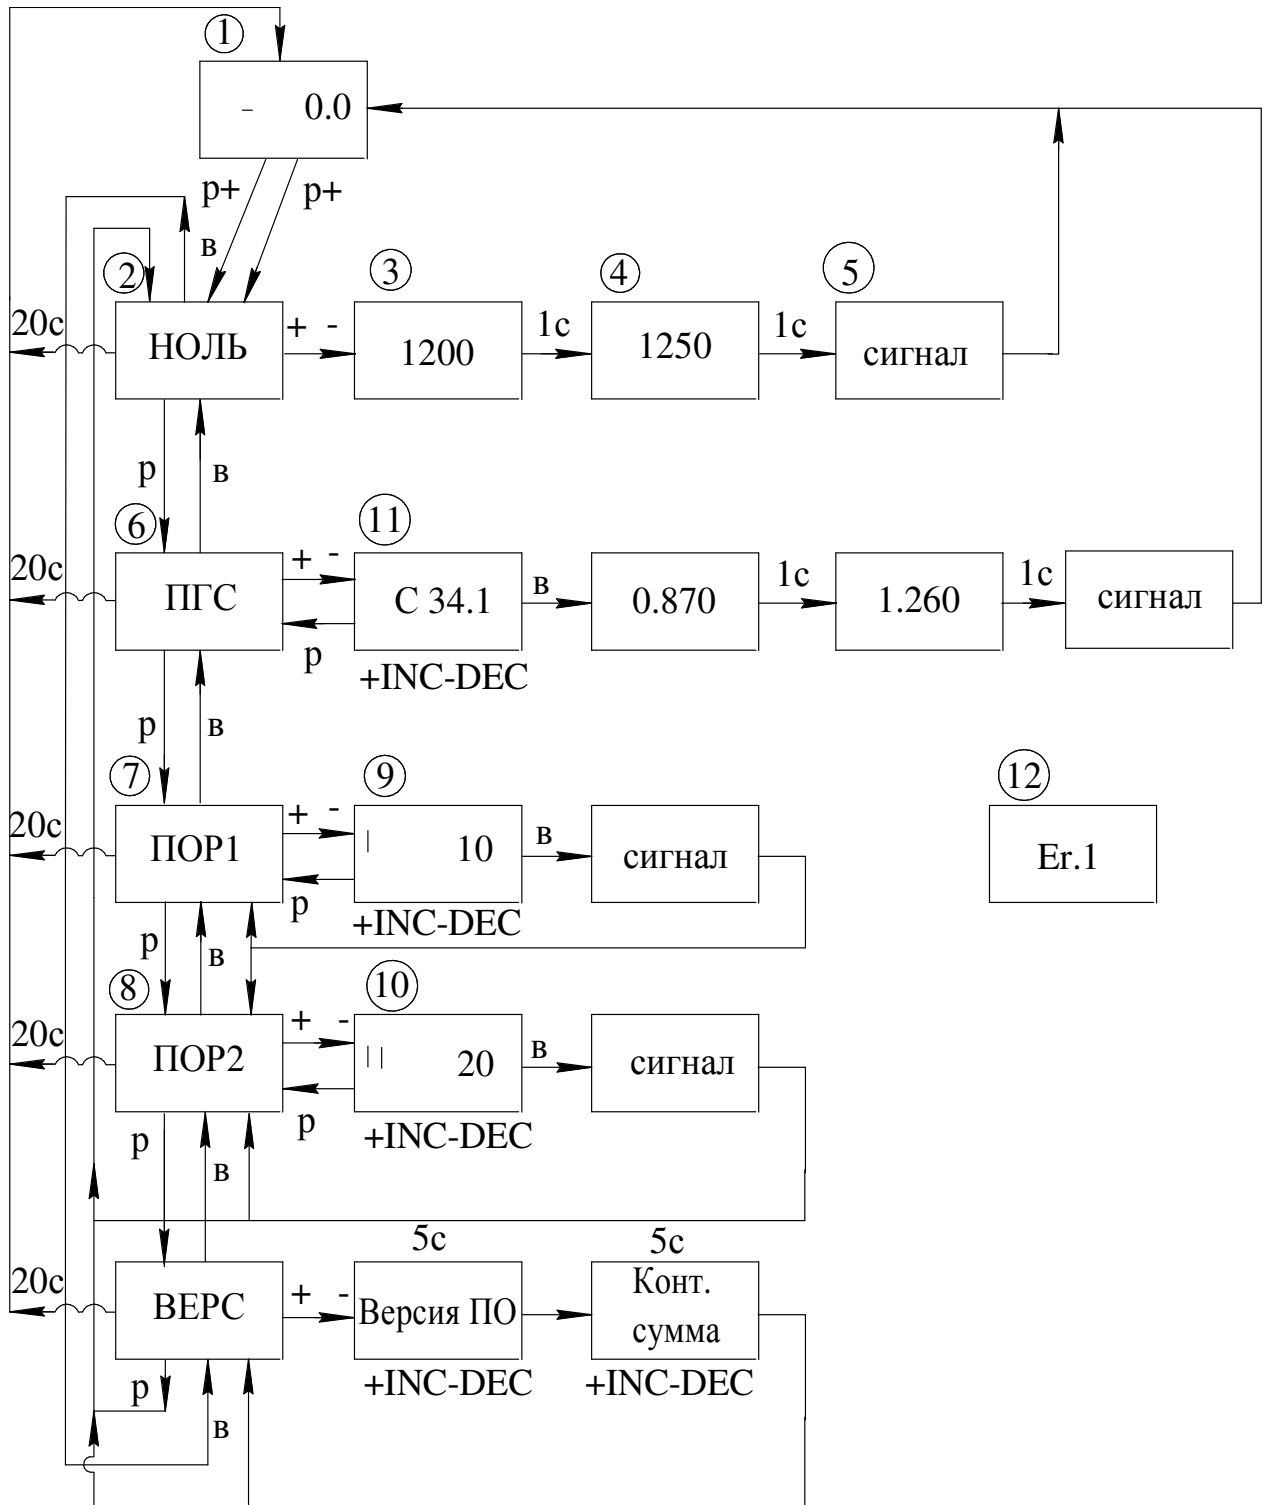 1
- 0.0
р+ р+
в
2 3 4 5
20с НОЛЬ + - 1200 1с 1250 1с сигнал
р в
6 11
20с ПГС + - С 34.1 в 0.870 1с 1.260 1с сигнал
р
+INC-DEC
р в
7 9 12
20с ПОР1 + - | 10 в сигнал Er.1
р
+INC-DEC
р в
8 10
20с ПОР2 + - || 20 в сигнал
р
+INC-DEC
р в
5с 5с
20с ВЕРС + - Версия ПО Конт.
сумма
+INC-DEC +INC-DEC
р в